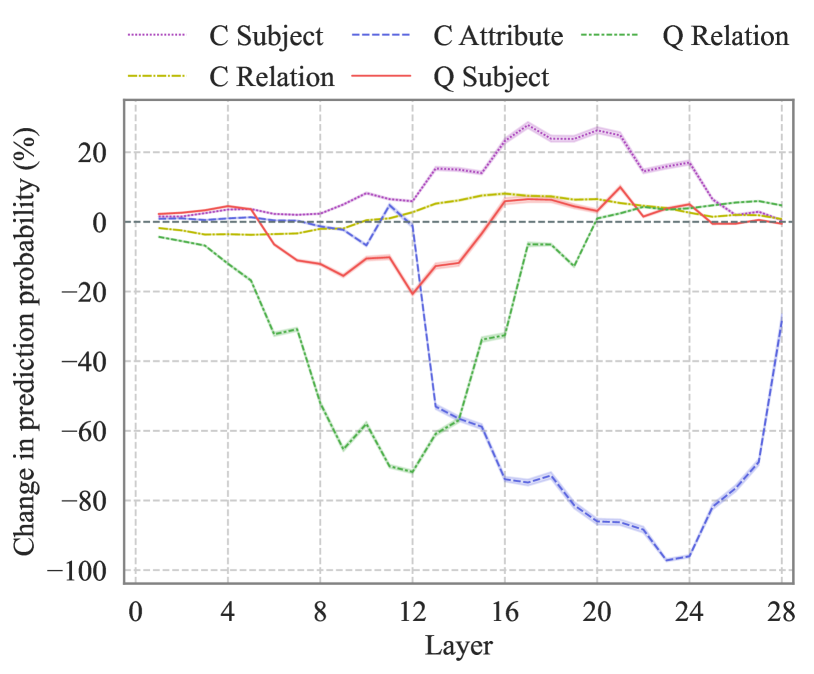 C Subject C Attribute Q Relation
C Relation Q Subject
Change in prediction probability (%)
20
0
−20
−40
−60
−80
−100
0 4 8 12 16 20 24 28
Layer